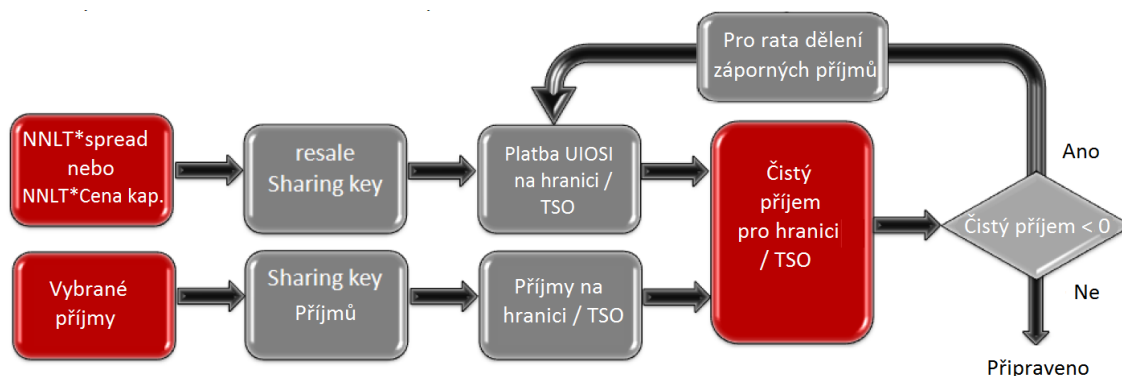 Pro rata dělení
záporných příjmů
NNLT*spread
nebo
NNLT*Cena kap.
resale
Sharing key
Platba UIOSI
na hranici /
TSO
Čistý
příjem
pro hranici
/ TSO
Ano
Čistý příjem < 0
Ne
Vybrané
příjmy
Sharing key
Příjmů
Příjmy na
hranici / TSO
Připraveno